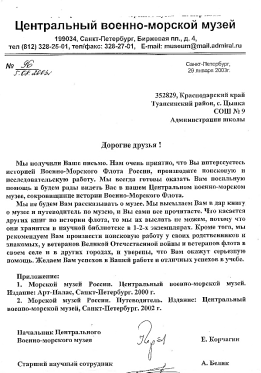 Центральный военно-морской музей
199034, Санкт-Петербург, Биржевая пл., д. 4,
тел (812) 328-25-01, тел/факс: 328-27-01, E-mail: museum@mail.admiral.ru
№ 96
Санкт-Петербург,
29 января 2003г.
352829, Краснодарский край
Туапсинский район, с. Цыпка
СОШ № 9
Администрации школы
Дорогие друзья !
Мы получили Ваше письмо. Нам очень приятно, что Вы интересуетесь
историей Военно-Морского Флота России, производите поисковую и
исследовательскую работу. Мы всегда готовы оказать Вам посильную
помощь и будем рады видеть Вас в нашем Центральном военно-морском
музее, сокровищнице истории Военно-Морского Флота.
Мы не будем Вам рассказывать о музее. Мы высылаем Вам в дар книгу
о музее и путеводитель по музею, и Вы сами все прочитаете. Что касается
других книг по истории флота, то мы их выслать не можем, потому что
они хранятся в научной библиотеке в 1-2-х экземплярах. Кроме того, мы
рекомендуем Вам произвести поисковую работу у своих родственников и
знакомых, у ветеранов Великой Отечественной войны и ветеранов флота в
своем селе и в других городах, и уверены, что Вам окажут серьезную
помощь. Желаем Вам успехов в Вашей работе и отличных успехов в учебе.
Приложение:
1. Морской музей России. Центральный военно-морской музей.
Издание: Арт-Палас, Санкт-Петербург. 2000 г.
2. Морской музей России. Путеводитель. Издание: Центральный
военно-морской музей, Санкт-Петербург, 2002 г.
Начальник Центрального
Военно-морского музея Е. Корчагин
Старший научный сотрудник А. Белик